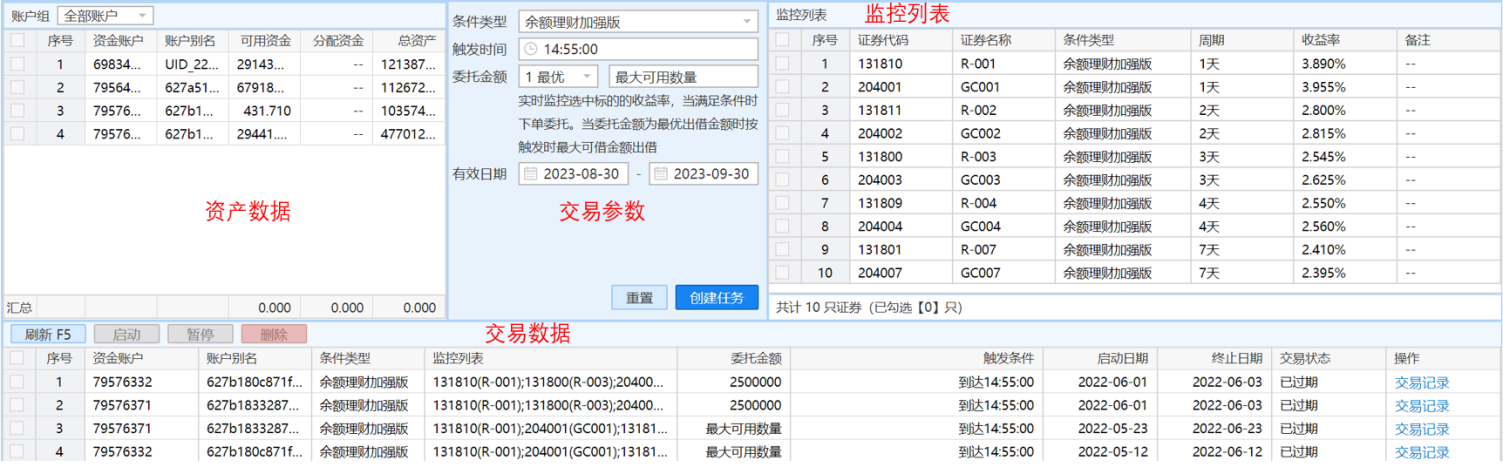 账户组 全部账户
序号 资金账户 账户别名 可用资金 分配资金 总资产
1 69834... UID_22... 29143... -- 121387...
2 79564... 627a51... 67918... -- 112672...
3 79576... 627b1... 431.710 -- 103574...
4 79576... 627b1... 29441.... -- 477012...
资产数据
汇总 0.000 0.000 0.000
条件类型 余额理财加强版
触发时间 14:55:00
委托金额 1 最优 最大可用数量
实时监控选中标的的收益率，当满足条件时
下单委托。当委托金额为最优出借金额时按
触发时最大可借金额出借
有效日期 2023-08-30 - 2023-09-30
交易参数
重置 创建任务
监控列表 监控列表
序号 证券代码 证券名称 条件类型 周期 收益率 备注
1 131810 R-001 余额理财加强版 1天 3.890% --
2 204001 GC001 余额理财加强版 1天 3.955% --
3 131811 R-002 余额理财加强版 2天 2.800% --
4 204002 GC002 余额理财加强版 2天 2.815% --
5 131800 R-003 余额理财加强版 3天 2.545% --
6 204003 GC003 余额理财加强版 3天 2.625% --
7 131809 R-004 余额理财加强版 4天 2.550% --
8 204004 GC004 余额理财加强版 4天 2.560% --
9 131801 R-007 余额理财加强版 7天 2.410% --
10 204007 GC007 余额理财加强版 7天 2.395% --
共计 10 只证券 (已勾选【0】只)
刷新 F5 启动 暂停 删除 交易数据
序号 资金账户 账户别名 条件类型 监控列表 委托金额 触发条件 启动日期 终止日期 交易状态 操作
1 79576332 627b180c871f... 余额理财加强版 131810(R-001);131800(R-003);20400... 2500000 到达14:55:00 2022-06-01 2022-06-03 已过期 交易记录
2 79576371 627b1833287... 余额理财加强版 131810(R-001);131800(R-003);20400... 2500000 到达14:55:00 2022-06-01 2022-06-03 已过期 交易记录
3 79576371 627b1833287... 余额理财加强版 131810(R-001);204001(GC001);13181... 最大可用数量 到达14:55:00 2022-05-23 2022-06-23 已过期 交易记录
4 79576332 627b180c871f... 余额理财加强版 131810(R-001);204001(GC001);13181... 最大可用数量 到达14:55:00 2022-05-12 2022-06-12 已过期 交易记录